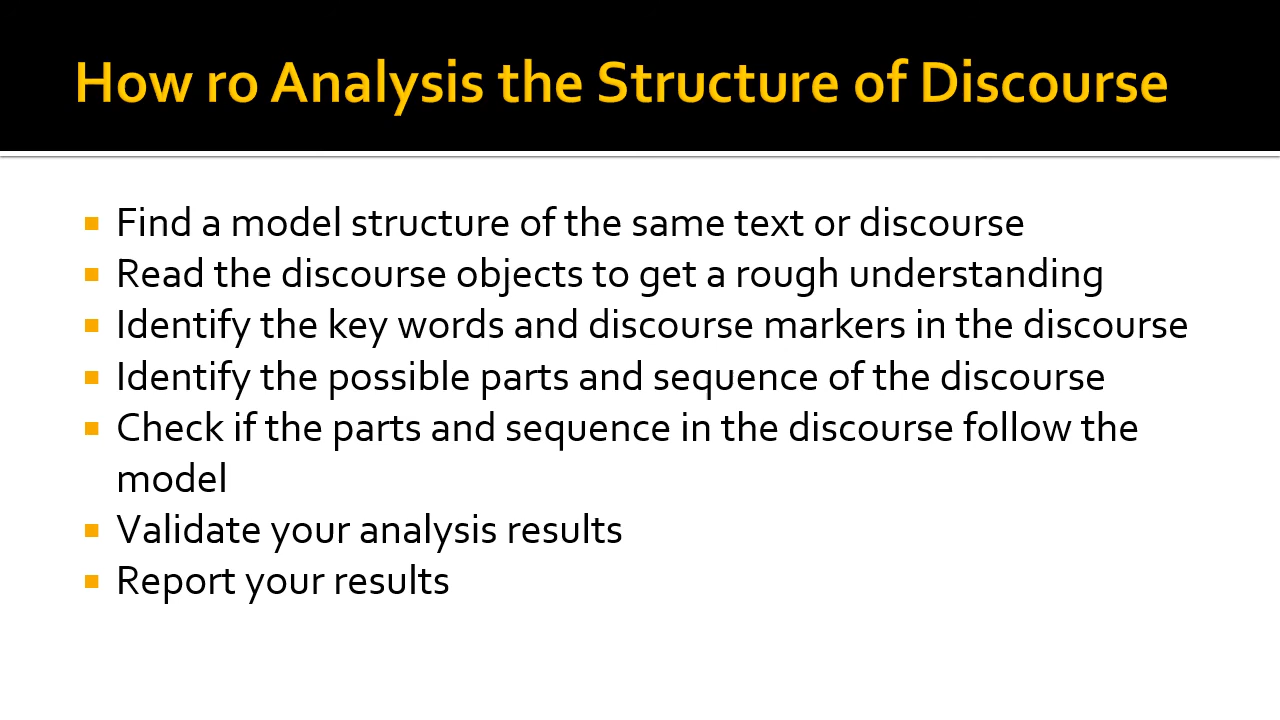 How ro Analysis the Structure of Discourse
Find a model structure of the same text or discourse
Read the discourse objects to get a rough understanding
Identify the key words and discourse markers in the discourse
Identify the possible parts and sequence of the discourse
Check if the parts and sequence in the discourse follow the
model
Validate your analysis results
Report your results